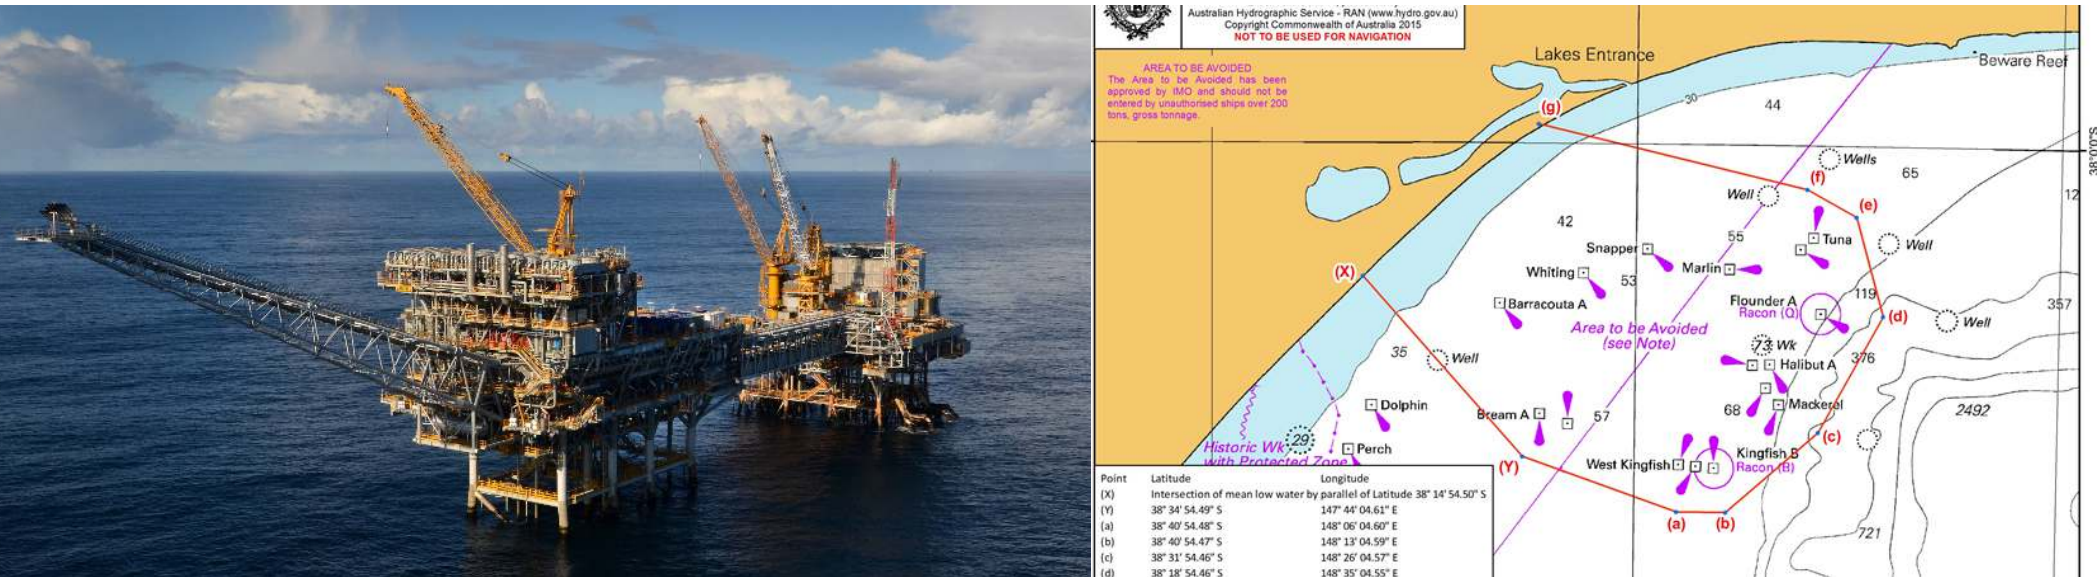 Australian Hydrographic Service - RAN (www.hydro.gov.au)
Copyright Commonwealth of Australia 2015
NOT TO BE USED FOR NAVIGATION
AREA TO BE AVOIDED
The Area to be Avoided has been
approved by IMO and should not be
entered by unauthorised ships over 200
tons, gross tonnage.
Lakes Entrance
Beware Reef
30
44
(g)
38°0'0"S
Wells
65
(f)
Well
12
(e)
42
55
Tuna
Well
Snapper
Marlin
(X)
Whiting
53
119
Flounder A
Racon (Q)
357
Barracouta A
(d)
Well
Area to be Avoided
(see Note)
35
Well
73 Wk
376
Halibut A
Dolphin
Bream A
57
68
Mackerel
2492
29
(c)
Historic Wk
with Protected Zone
Perch
(Y)
West Kingfish
Kingfish B
Racon (B)
(a)
(b)
721
Point Latitude Longitude
(X) Intersection of mean low water by parallel of Latitude 38° 14' 54.50" S
(Y) 38° 34' 54.49" S 147° 44' 04.61" E
(a) 38° 40' 54.48" S 148° 06' 04.60" E
(b) 38° 40' 54.47" S 148° 13' 04.59" E
(c) 38° 31' 54.46" S 148° 26' 04.57" E
(d) 38° 18' 54.46" S 148° 35' 04.55" E